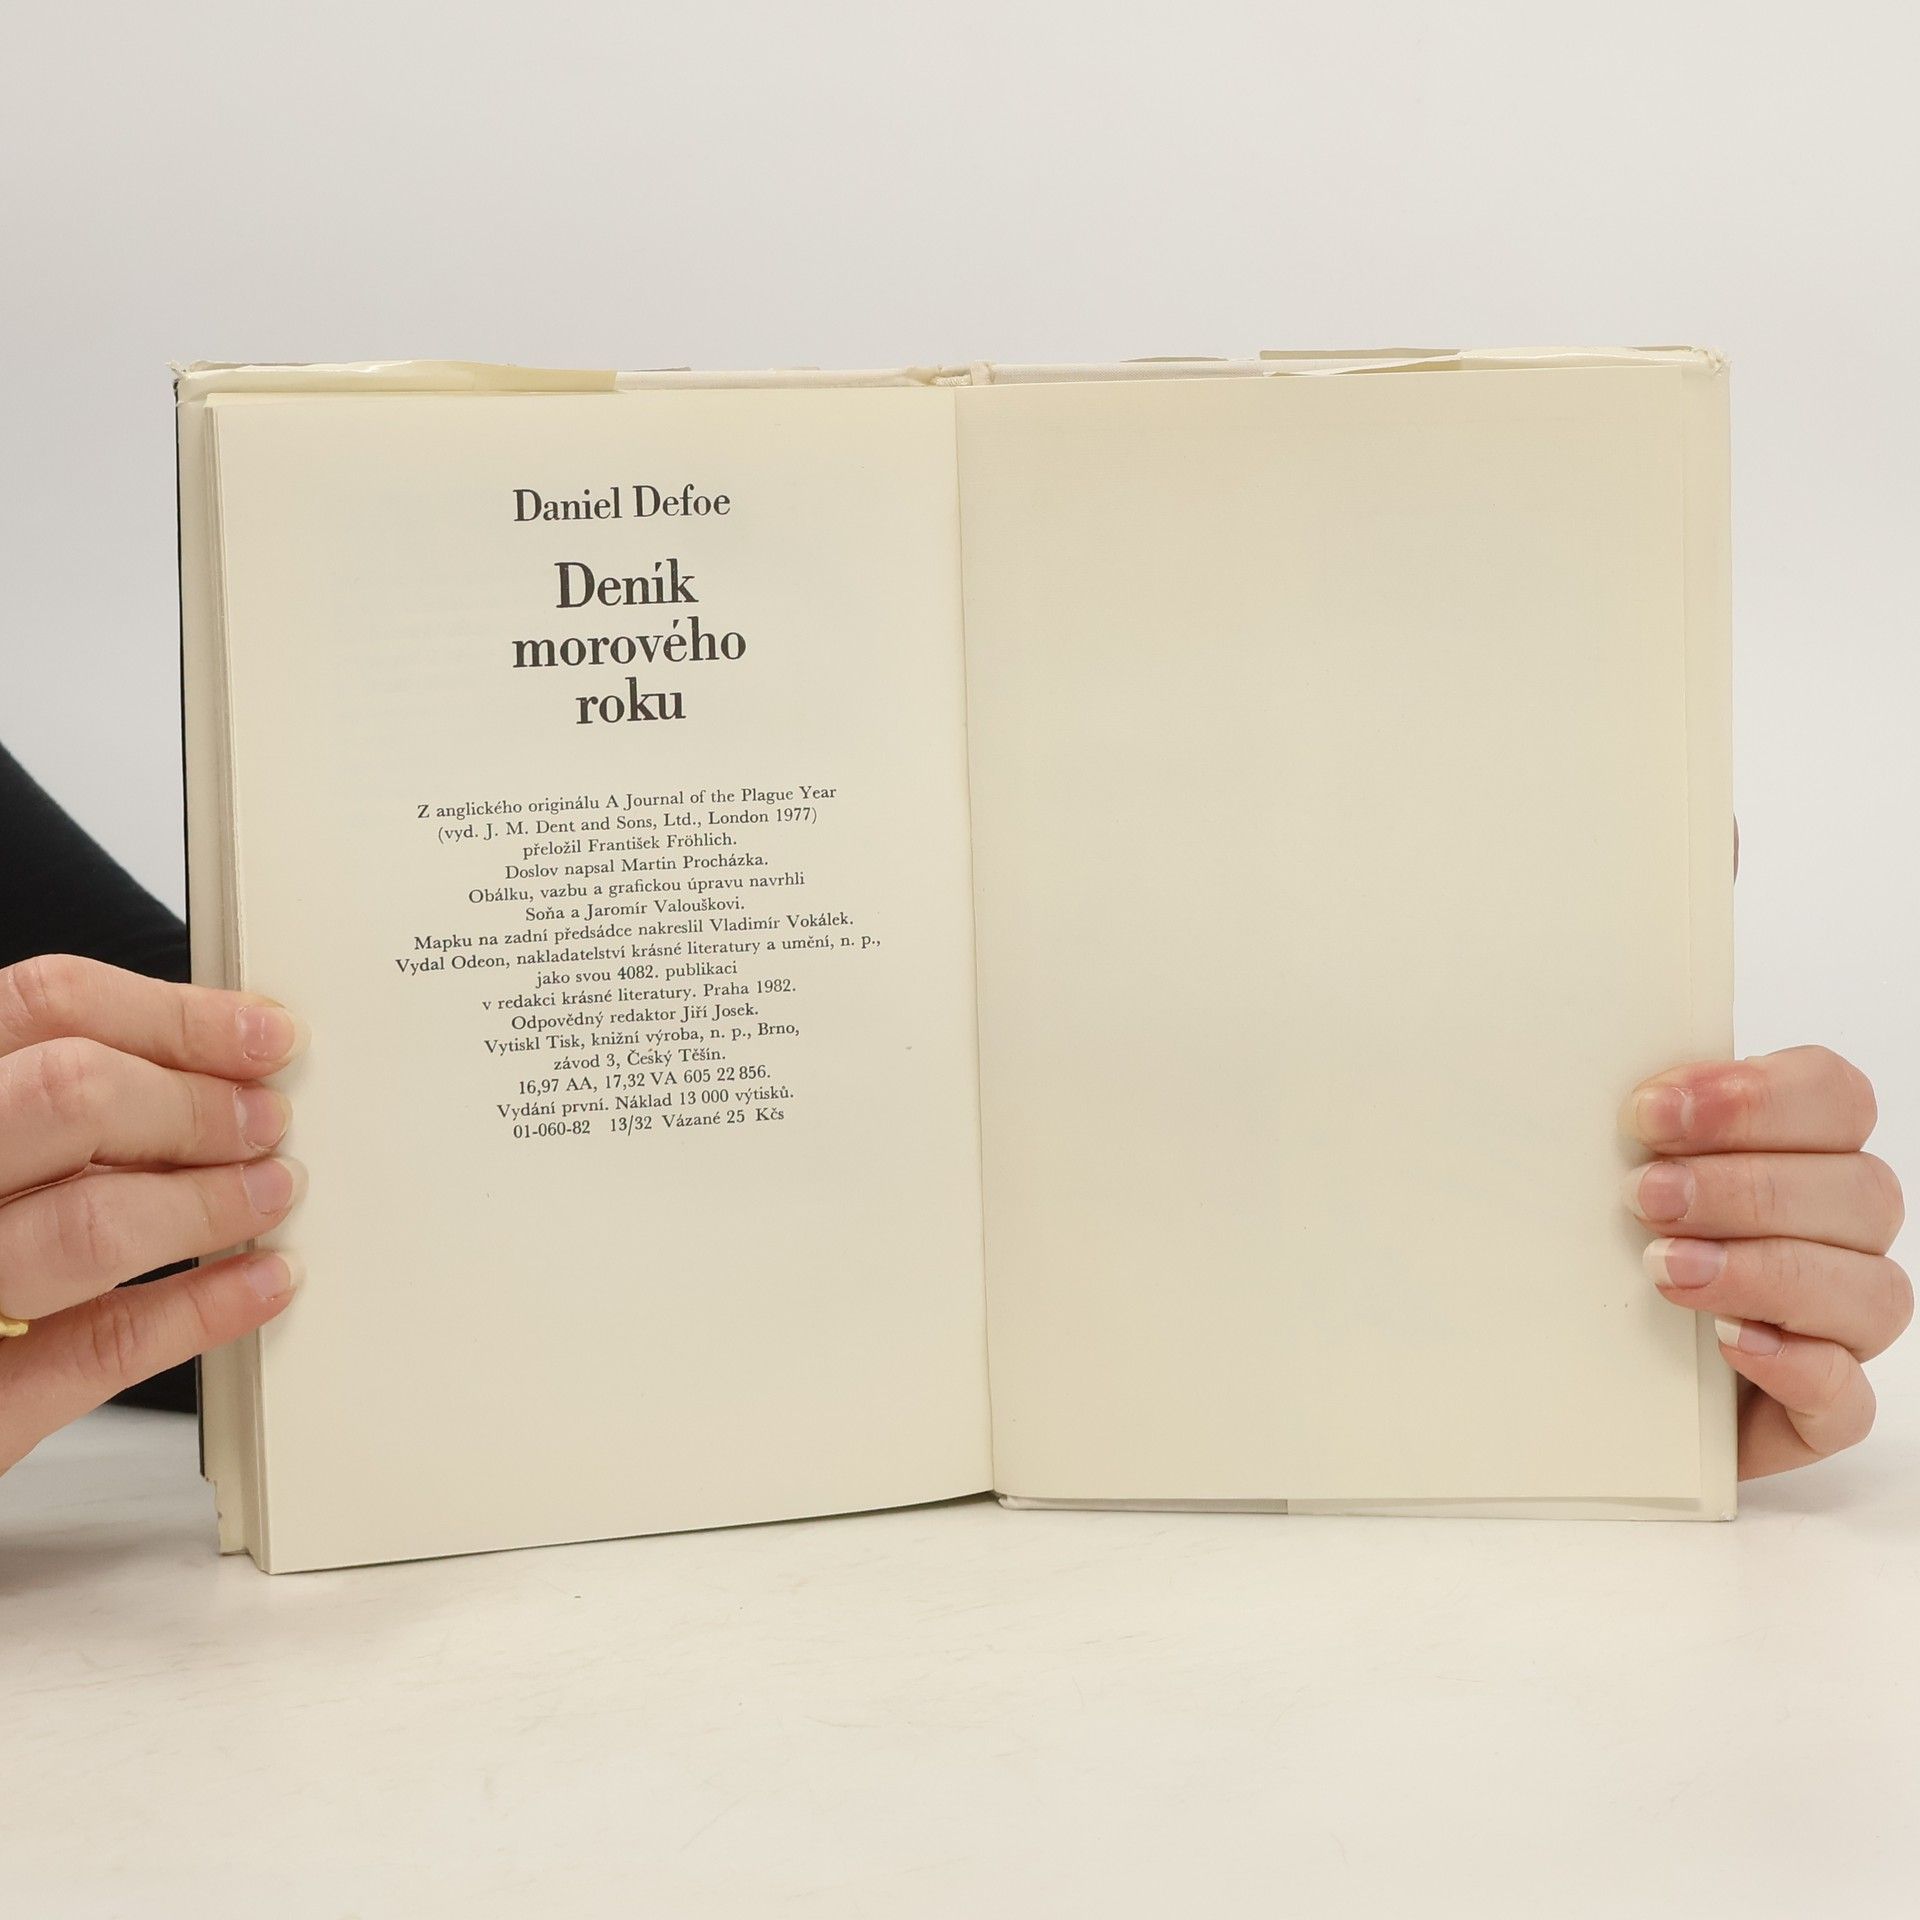 Daniel Defoe
Deník
morového
roku
Z anglického originálu A Journal of the Plague Year
(vyd. J. M. Dent and Sons, Ltd., London 1977)
přeložil František Fröhlich.
Doslov napsal Martin Procházka.
Obálku, vazbu a grafickou úpravu navrhli
Soňa a Jaromír Valouškovi.
Mapku na zadní předsádce nakreslil Vladimír Vokálek.
Vydal Odeon, nakladatelství krásné literatury a umění, n. p.,
jako svou 4082. publikaci
v redakci krásné literatury. Praha 1982.
Odpovědný redaktor Jiří Josek.
Vytiskl Tisk, knižní výroba, n. p., Brno,
závod 3, Český Těšín.
16,97 AA, 17,32 VA 605 22 856.
Vydání první. Náklad 13 000 výtisků.
01-060-82 13/32 Vázané 25 Kčs